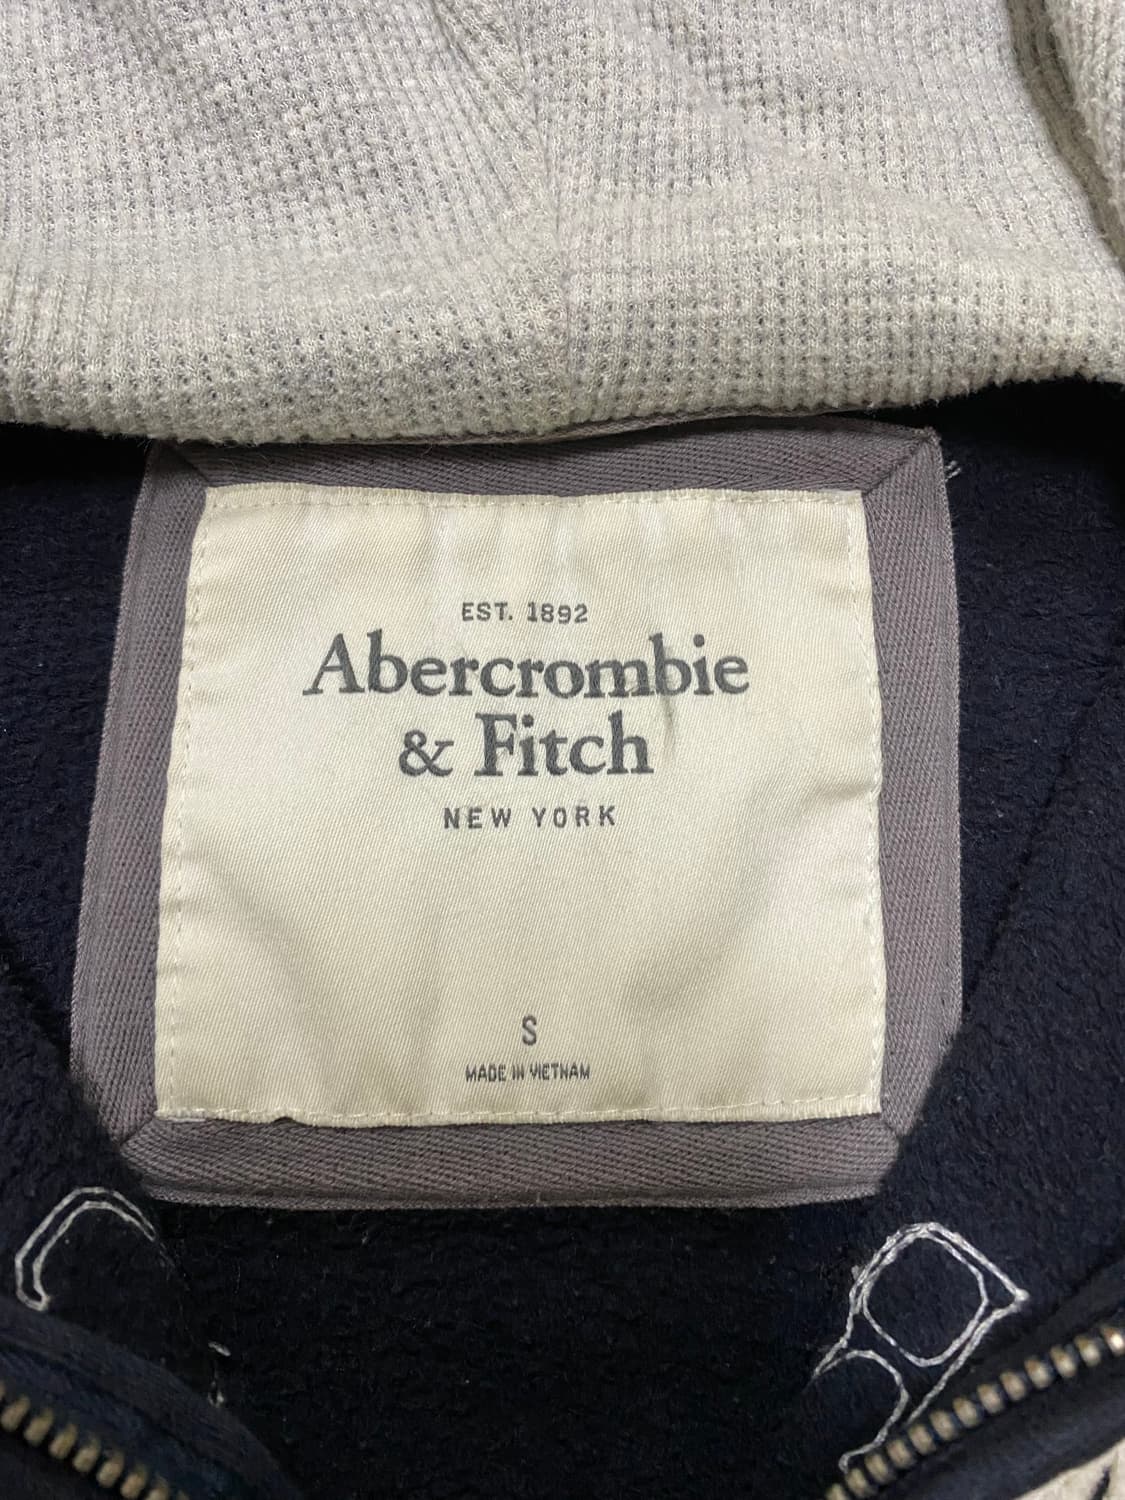 EST. 1892
Abercrombie
& Fitch
NEW YORK
S
MADE IN VIETNAM